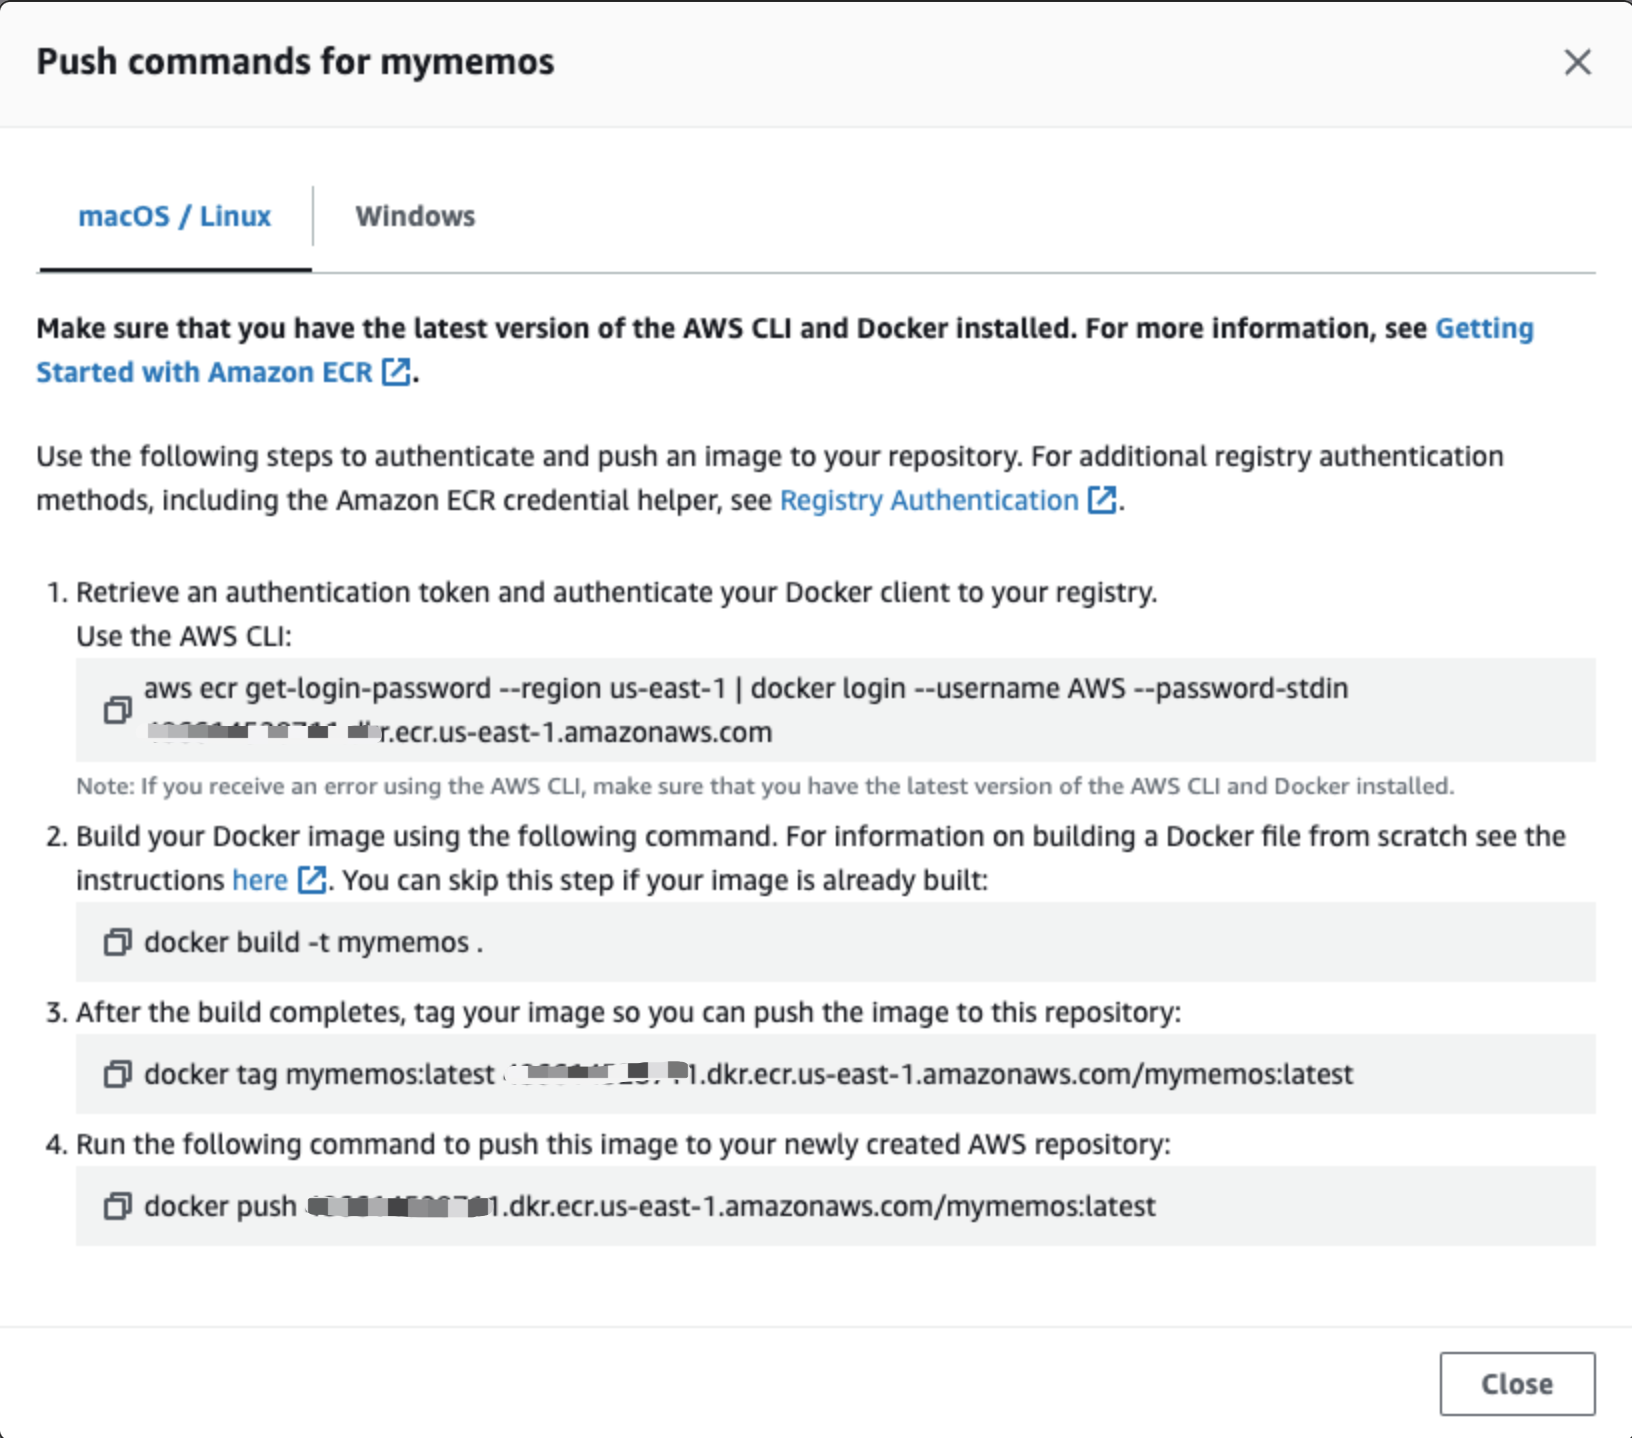 Push commands for mymemos
macOS / Linux
Windows
Make sure that you have the latest version of the AWS CLI and Docker installed. For more information, see Getting
Started with Amazon ECR.
Use the following steps to authenticate and push an image to your repository. For additional registry authentication
methods, including the Amazon ECR credential helper, see Registry Authentication.
1. Retrieve an authentication token and authenticate your Docker client to your registry.
Use the AWS CLI:
aws ecr get-login-password --region us-east-1 | docker login --username AWS --password-stdin
r.ecr.us-east-1.amazonaws.com
Note: If you receive an error using the AWS CLI, make sure that you have the latest version of the AWS CLI and Docker installed.
2. Build your Docker image using the following command. For information on building a Docker file from scratch see the
instructions here. You can skip this step if your image is already built:
docker build -t mymemos .
3. After the build completes, tag your image so you can push the image to this repository:
docker tag mymemos:latest 1.dkr.ecr.us-east-1.amazonaws.com/mymemos:latest
4. Run the following command to push this image to your newly created AWS repository:
docker push 1.dkr.ecr.us-east-1.amazonaws.com/mymemos:latest
Close